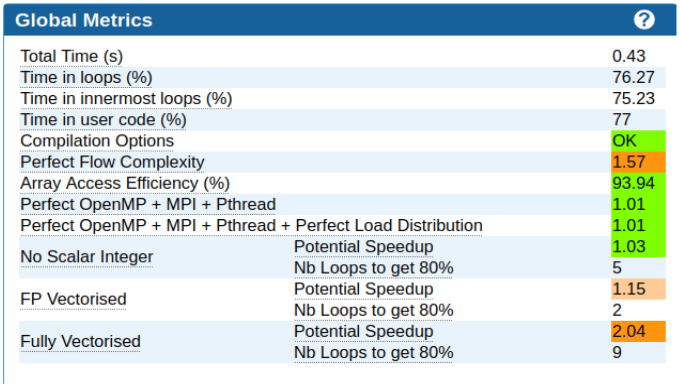 Global Metrics ?
Total Time (s) 0.43
Time in loops (%) 76.27
Time in innermost loops (%) 75.23
Time in user code (%) 77
Compilation Options OK
Perfect Flow Complexity 1.57
Array Access Efficiency (%) 93.94
Perfect OpenMP + MPI + Pthread 1.01
Perfect OpenMP + MPI + Pthread + Perfect Load Distribution 1.01
No Scalar Integer Potential Speedup 1.03
Nb Loops to get 80% 5
FP Vectorised Potential Speedup 1.15
Nb Loops to get 80% 2
Fully Vectorised Potential Speedup 2.04
Nb Loops to get 80% 9